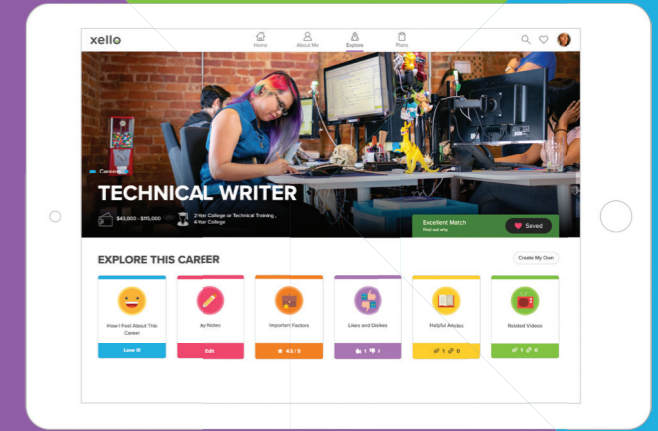 xello
Home
About Me
Explore
Plans
Careers
TECHNICAL WRITER
$43,000 - $115,000
2-Year College or Technical Training,
4-Year College
Excellent Match
Find out why
Saved
EXPLORE THIS CAREER
Create My Own
How I Feel About This
Career
Love it!
My Notes
Edit
Important Factors
4.5 / 5
Likes and Dislikes
1
1
Helpful Articles
1
0
Related Videos
1
0